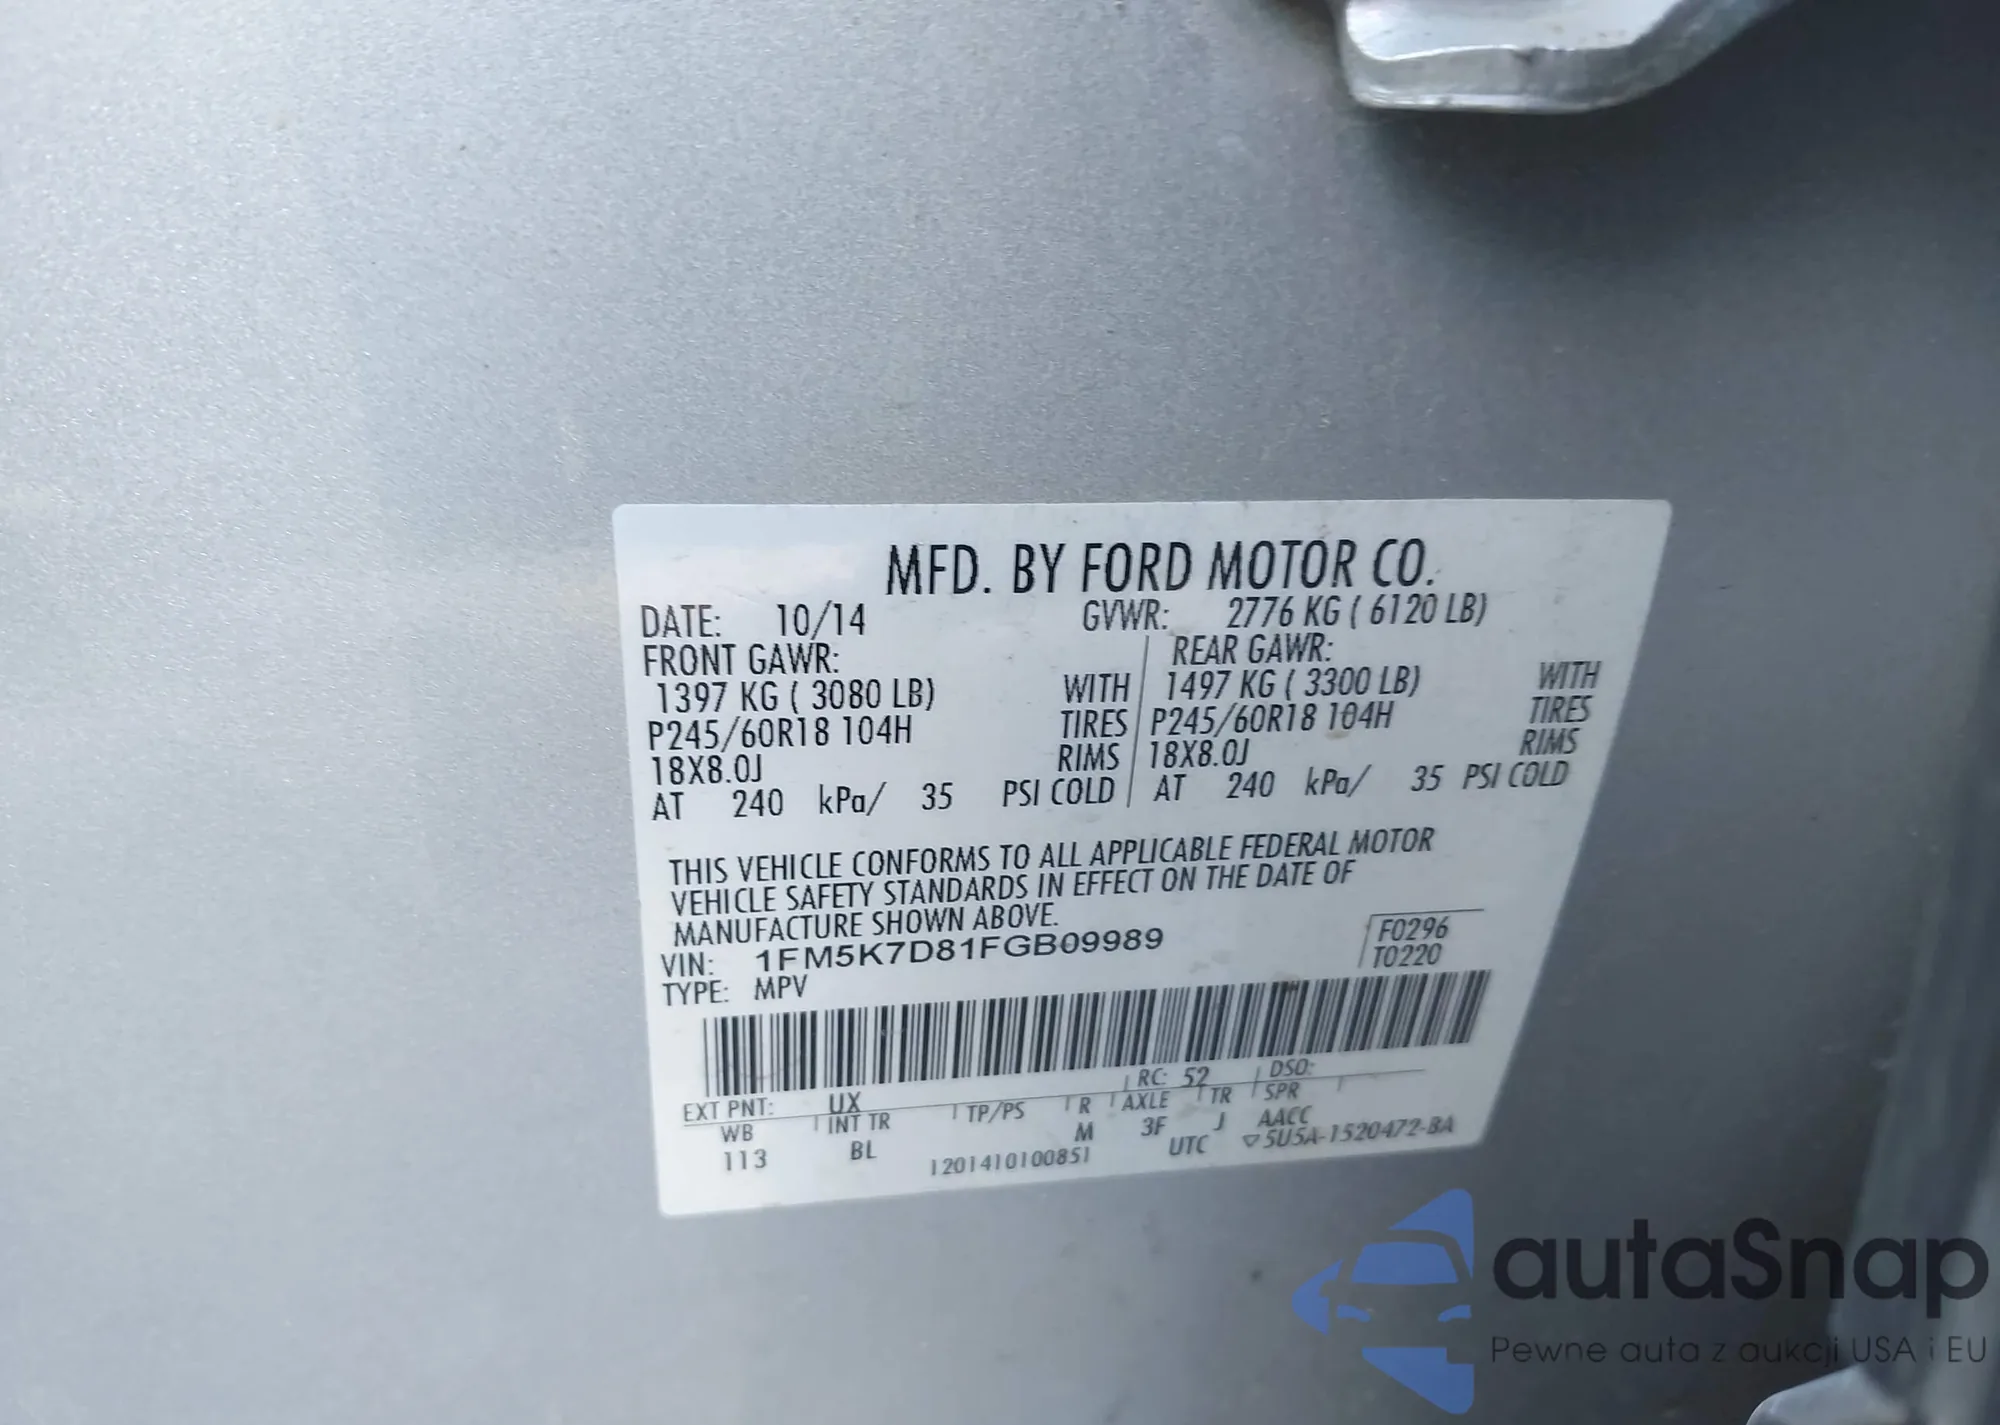 MFD. BY FORD MOTOR CO.
DATE: 10/14 GVWR: 2776 KG ( 6120 LB)
FRONT GAWR: REAR GAWR:
1397 KG ( 3080 LB) WITH 1497 KG ( 3300 LB) WITH
P245/60R18 104H TIRES P245/60R18 104H TIRES
18X8.0J RIMS 18X8.0J RIMS
AT 240 kPa/ 35 PSI COLD AT 240 kPa/ 35 PSI COLD
THIS VEHICLE CONFORMS TO ALL APPLICABLE FEDERAL MOTOR
VEHICLE SAFETY STANDARDS IN EFFECT ON THE DATE OF
MANUFACTURE SHOWN ABOVE.
VIN: 1FM5K7D81FGB09989 F0296
TYPE: MPV T0220
EXT PNT: UX RC: 52 DSO:
WB INT TR TP/PS R AXLE TR SPR
113 BL M 3F J AACC
1201410100851 UTC ▽5U5A-1520472-BA
autaSnap
Pewne auta z aukcji USA i EU